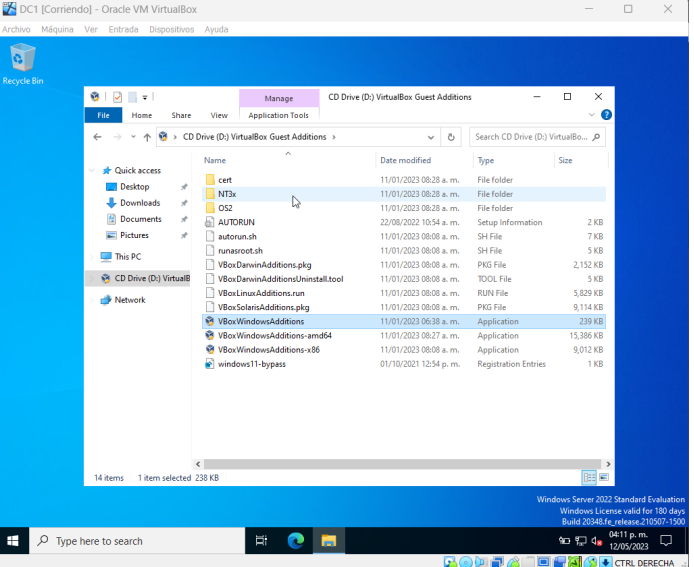 DC1 [Corriendo] - Oracle VM VirtualBox
Archivo Máquina Ver Entrada Dispositivos Ayuda
Recycle Bin
Manage
CD Drive (D:) VirtualBox Guest Additions
File Home Share View Application Tools
CD Drive (D:) VirtualBox Guest Additions
Search CD Drive (D:) VirtualBo...
Name Date modified Type Size
Quick access
Desktop
Downloads
Documents
Pictures
This PC
CD Drive (D:) VirtualB
Network
cert 11/01/2023 08:28 a. m. File folder
NT3x 11/01/2023 08:28 a. m. File folder
OS2 11/01/2023 08:28 a. m. File folder
AUTORUN 22/08/2022 10:54 a. m. Setup Information 2 KB
autorun.sh 11/01/2023 08:08 a. m. SH File 7 KB
runasroot.sh 11/01/2023 08:08 a. m. SH File 5 KB
VBoxDarwinAdditions.pkg 11/01/2023 08:08 a. m. PKG File 2,152 KB
VBoxDarwinAdditionsUninstall.tool 11/01/2023 08:08 a. m. TOOL File 5 KB
VBoxLinuxAdditions.run 11/01/2023 08:08 a. m. RUN File 5,829 KB
VBoxSolarisAdditions.pkg 11/01/2023 08:08 a. m. PKG File 9,114 KB
VBoxWindowsAdditions 11/01/2023 06:38 a. m. Application 239 KB
VBoxWindowsAdditions-amd64 11/01/2023 08:27 a. m. Application 15,386 KB
VBoxWindowsAdditions-x86 11/01/2023 08:08 a. m. Application 9,012 KB
windows11-bypass 01/10/2021 12:54 p. m. Registration Entries 1 KB
14 items 1 item selected 238 KB
Windows Server 2022 Standard Evaluation
Windows License valid for 180 days
Build 20348.fe_release.210507-1500
Type here to search
04:11 p. m.
12/05/2023
CTRL DERECHA